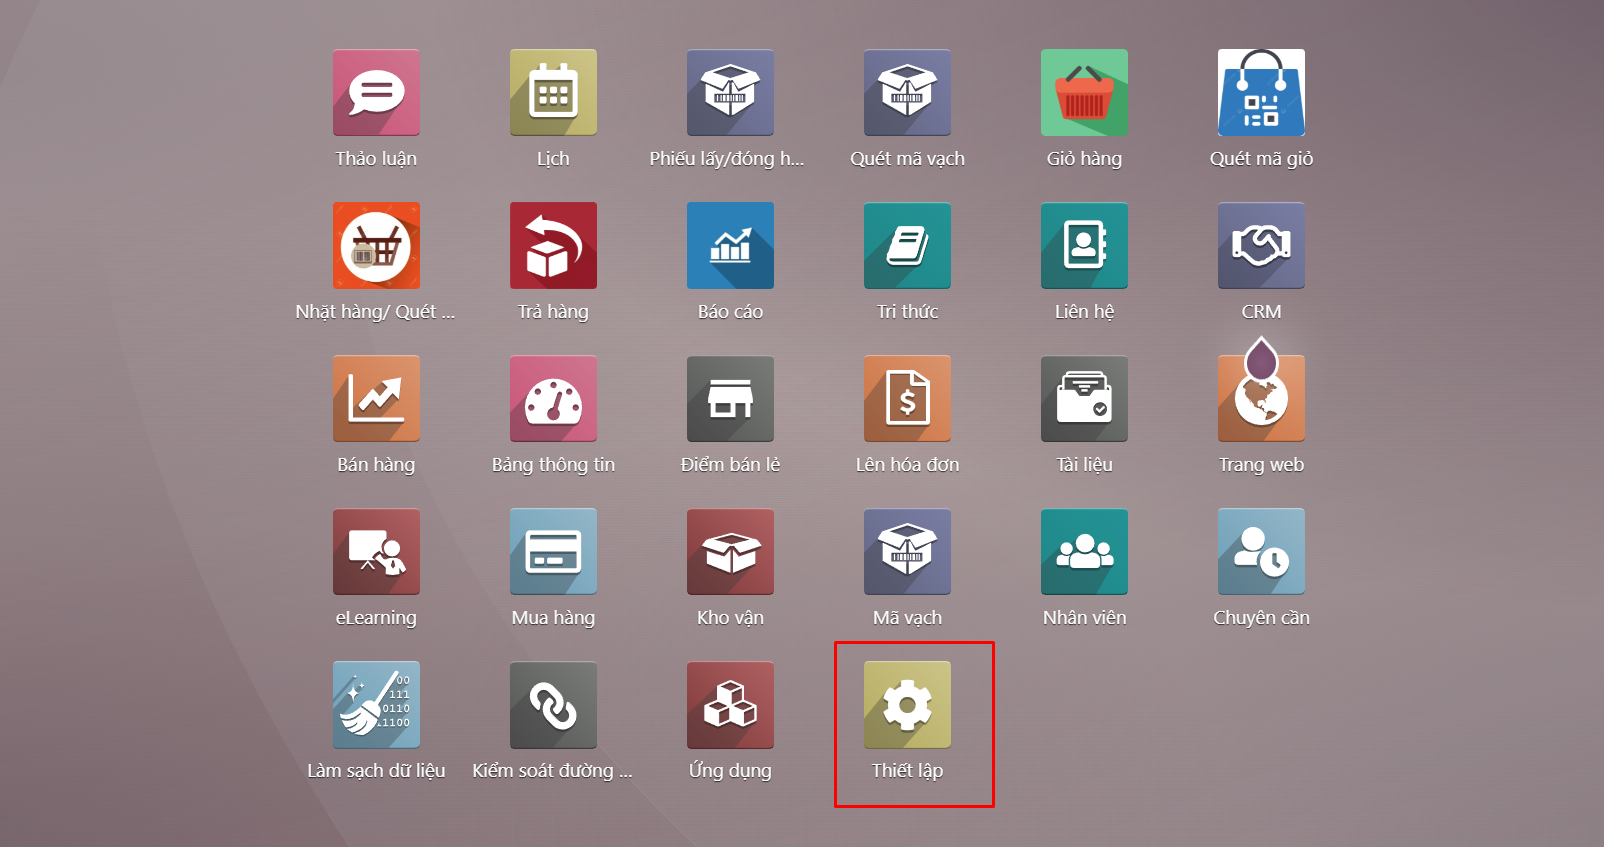 Thảo luận
Lịch
Phiếu lấy/đóng h...
Quét mã vạch
Giỏ hàng
Quét mã giỏ
Nhặt hàng/ Quét ...
Trả hàng
Báo cáo
Tri thức
Liên hệ
CRM
Bán hàng
Bảng thông tin
Điểm bán lẻ
$
Lên hóa đơn
Tài liệu
Trang web
eLearning
Mua hàng
Kho vận
Mã vạch
Nhân viên
Chuyên cần
00
111
0110
1100
Làm sạch dữ liệu
Kiểm soát đường ...
Ứng dụng
Thiết lập